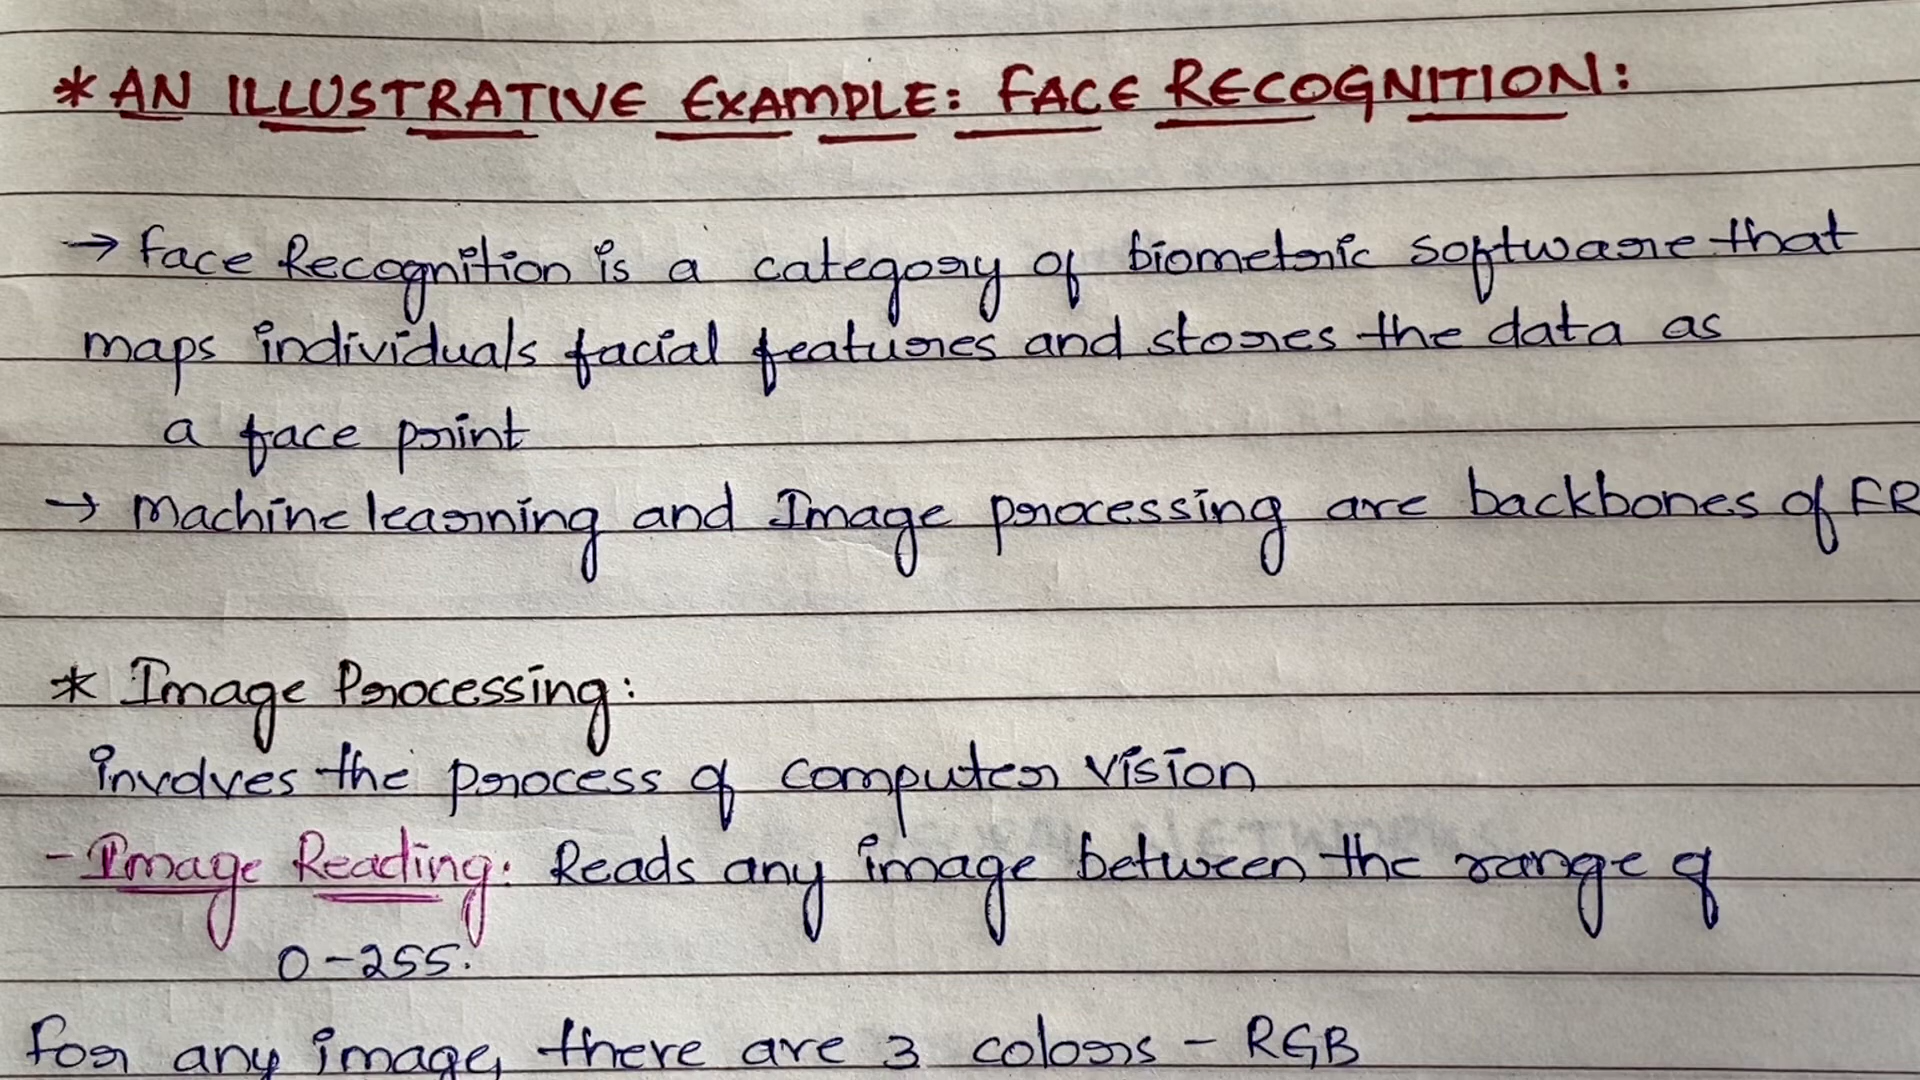 * AN ILLUSTRATIVE EXAMPLE: FACE RECOGNITION:
→ face Recognition is a category of biometric software that
maps individuals facial features and stores the data as
a face print
→ Machine learning and Image processing are backbones of FR
* Image Processing:
involves the process of computer vision
- Image Reading: Reads any image between the range of
0-255.
for any image, there are 3 colors - RGB